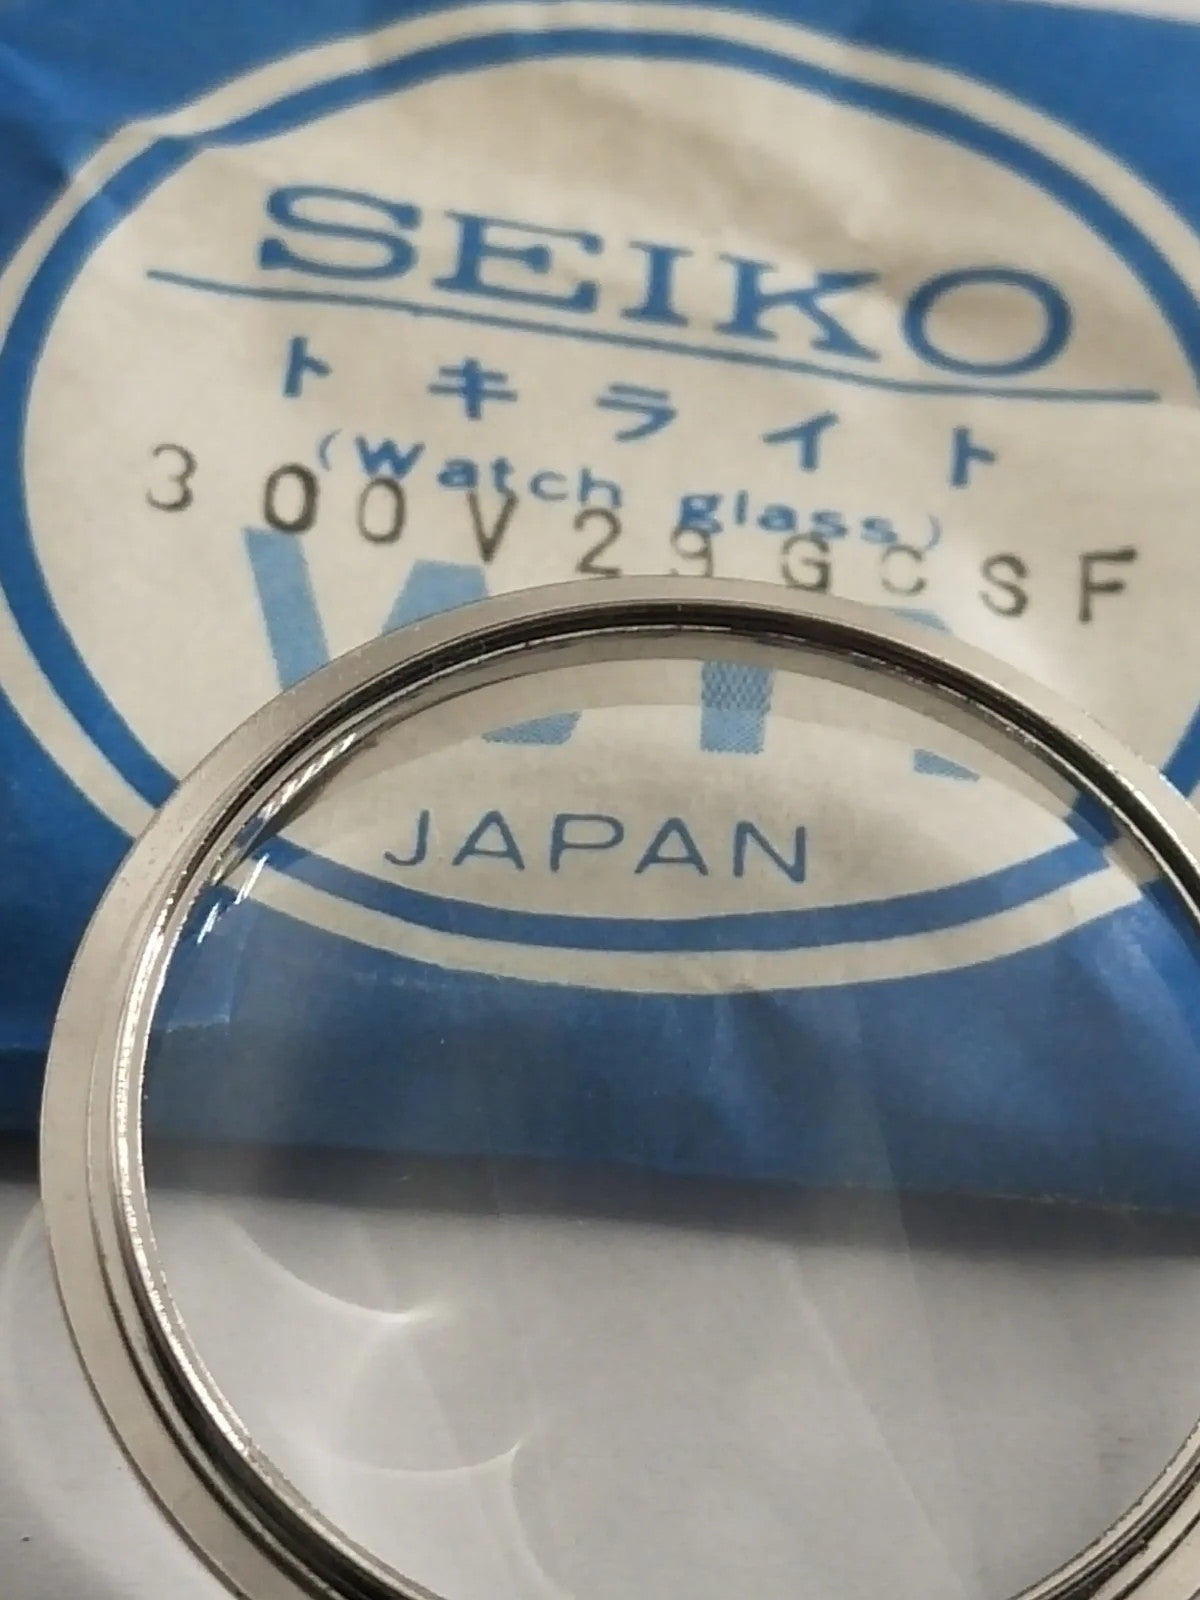 SEIKO
トキライト
(Watch glass)
300V29GCSF
JAPAN